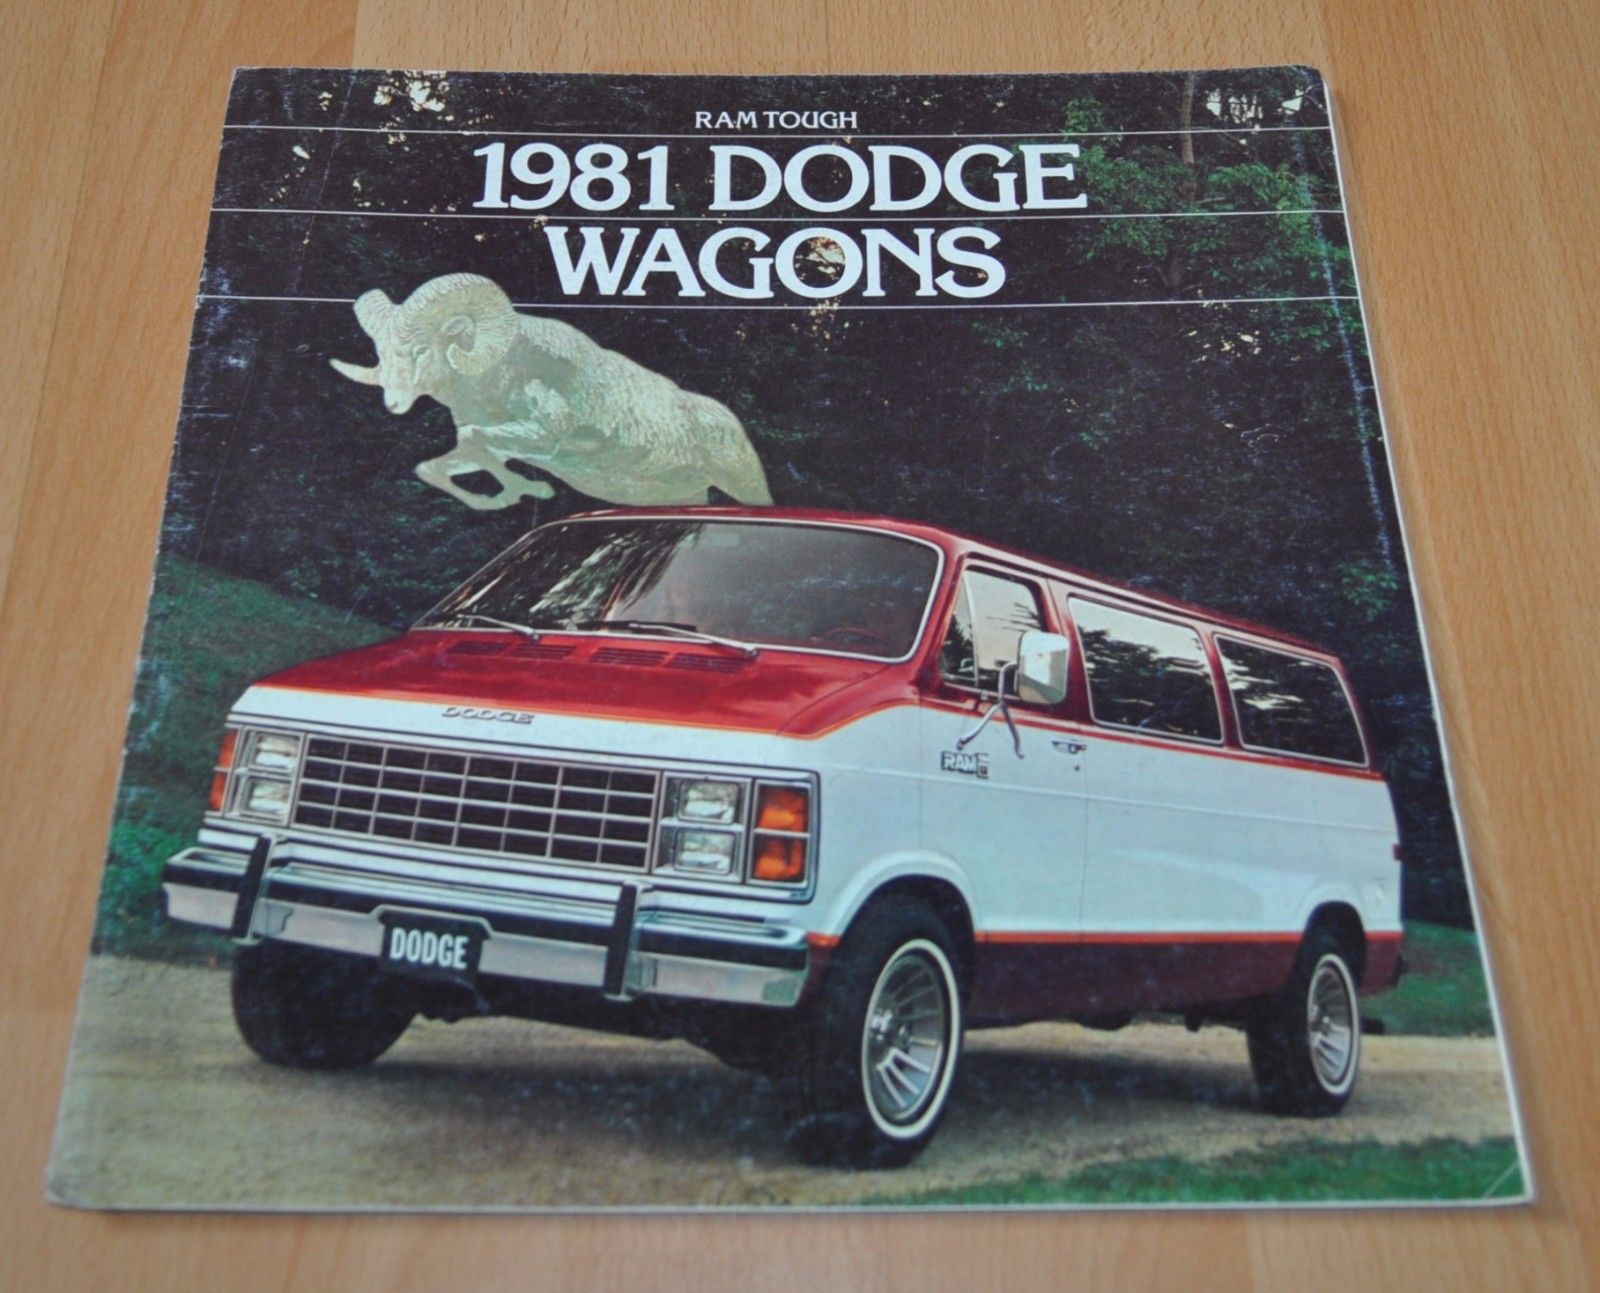 RAM TOUGH
1981 DODGE
WAGONS
DODGE
RAM
DODGE